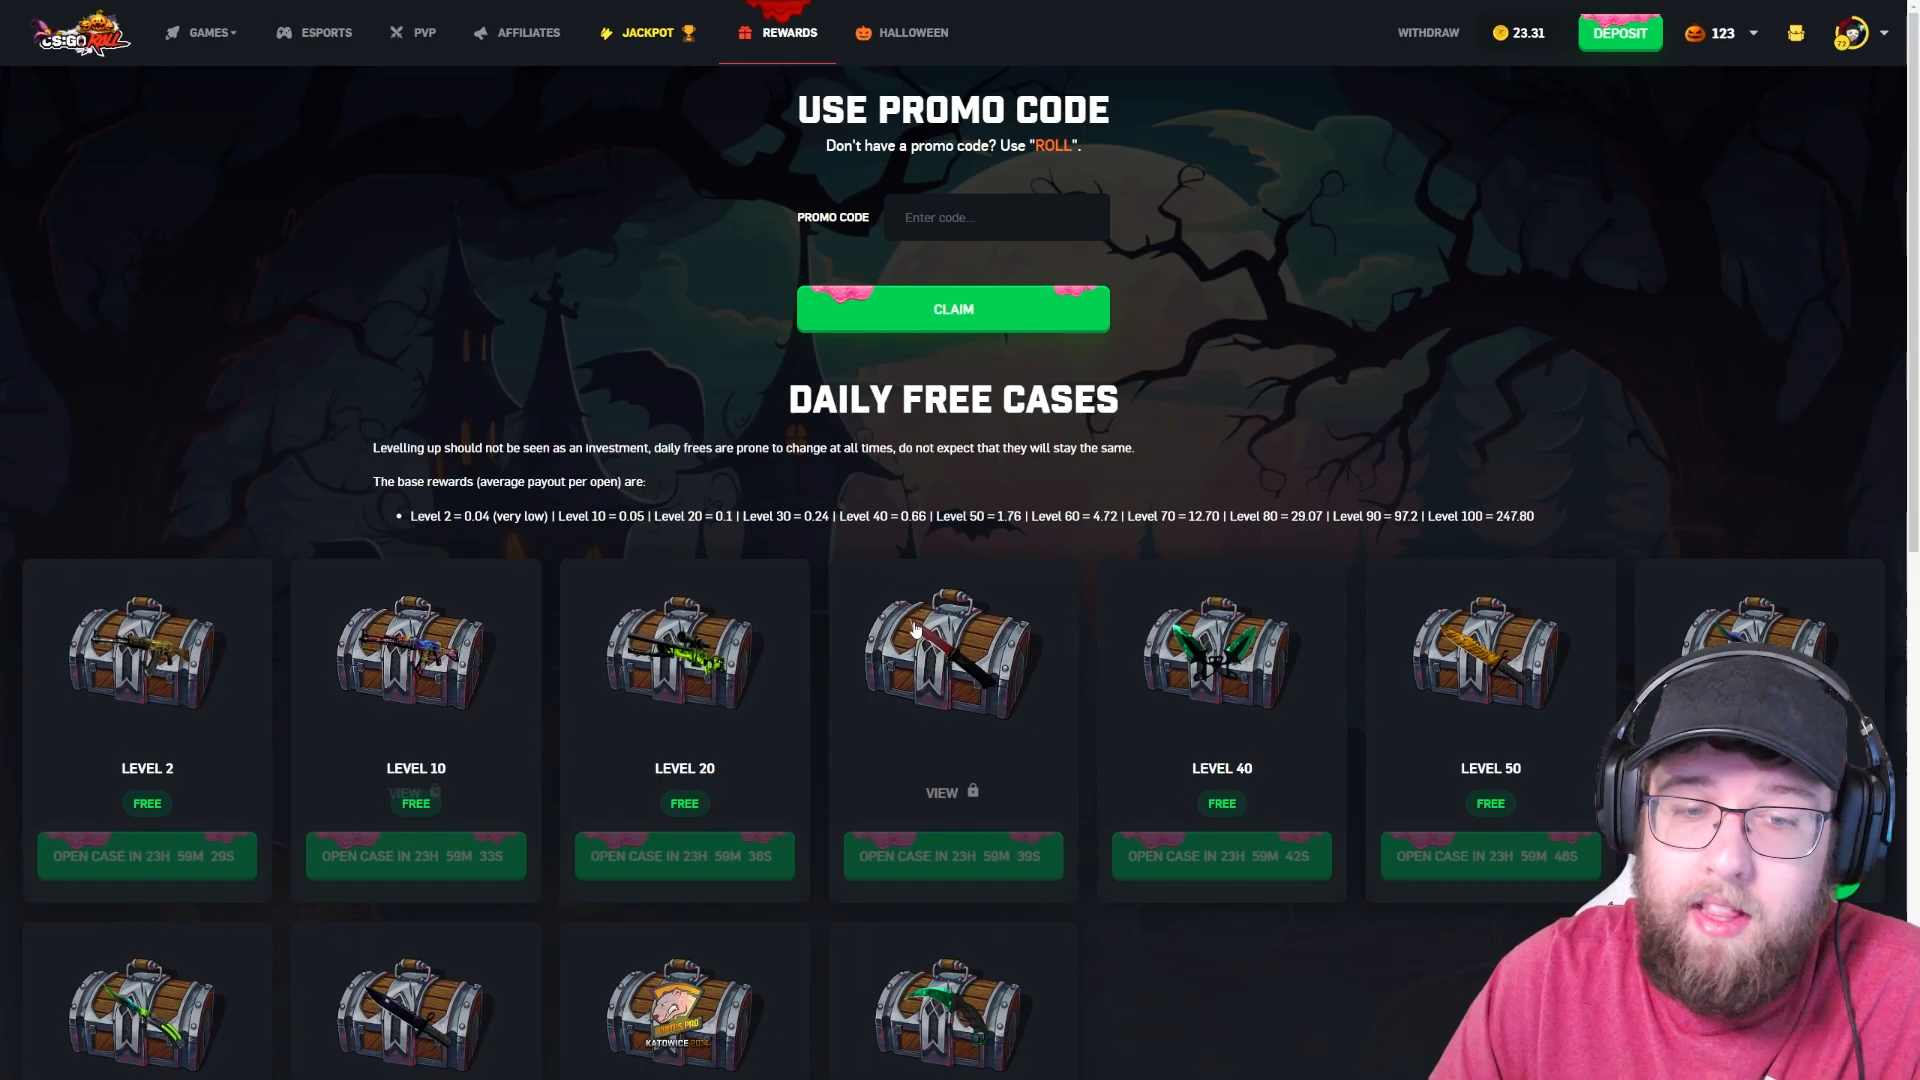 CS:GO ROLL
GAMES
ESPORTS
PVP
AFFILIATES
JACKPOT
REWARDS
HALLOWEEN
WITHDRAW
23.31
DEPOSIT
123
72
USE PROMO CODE
Don't have a promo code? Use "ROLL".
PROMO CODE
Enter code...
CLAIM
DAILY FREE CASES
Levelling up should not be seen as an investment, daily frees are prone to change at all times, do not expect that they will stay the same.
The base rewards (average payout per open) are:
• Level 2 = 0.04 (very low) | Level 10 = 0.05 | Level 20 = 0.1 | Level 30 = 0.24 | Level 40 = 0.66 | Level 50 = 1.76 | Level 60 = 4.72 | Level 70 = 12.70 | Level 80 = 29.07 | Level 90 = 97.2 | Level 100 = 247.80
LEVEL 2
FREE
OPEN CASE IN 23H 59M 29S
LEVEL 10
VIEW
FREE
OPEN CASE IN 23H 59M 33S
LEVEL 20
FREE
OPEN CASE IN 23H 59M 36S
VIEW
OPEN CASE IN 23H 59M 39S
LEVEL 40
FREE
OPEN CASE IN 23H 59M 42S
LEVEL 50
FREE
OPEN CASE IN 23H 59M 46S
VIRTUS PRO
KATOWICE 2014